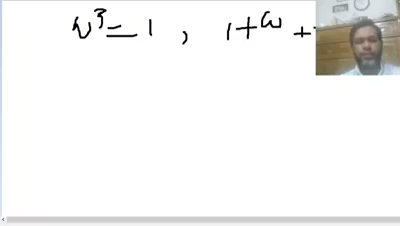 ω³ = 1 , 1 + ω +